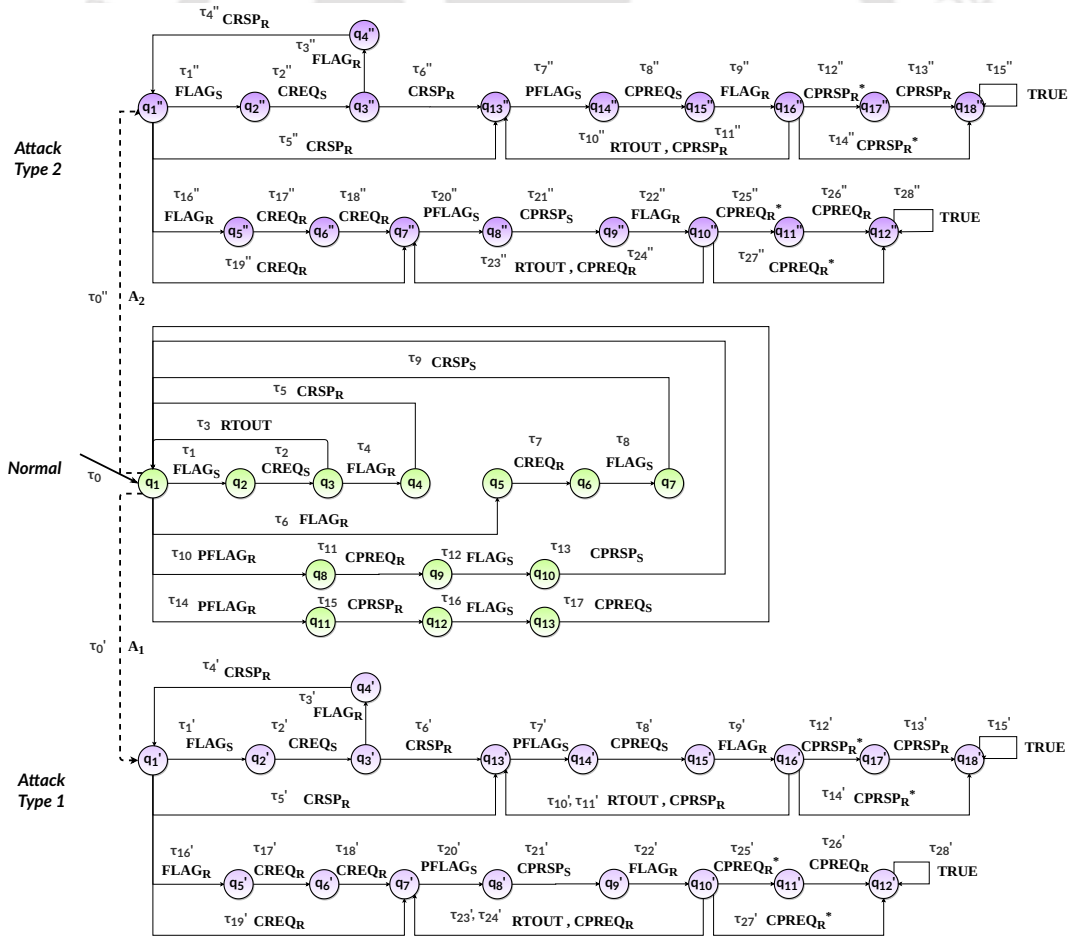 τ4" CRSPR
q4"
τ3"
FLAGR
τ1" τ2" τ6" τ7" τ8" τ9" τ12" τ13" τ15"
FLAGS CREQS CRSPR PFLAGS CPREQS FLAGR CPRSPR* CPRSPR TRUE
q1" q2" q3" q13" q14" q15" q16" q17" q18"
τ5" CRSPR
τ10" τ11"
RTOUT , CPRSPR
τ14" CPRSPR*
Attack
Type 2
τ16" τ17" τ18" τ20" τ21" τ22" τ25" τ26" τ28"
FLAGR CREQR CREQR PFLAGS CPRSPS FLAGR CPREQR* CPREQR TRUE
q5" q6" q7" q8" q9" q10" q11" q12"
τ19" CREQR
τ23" RTOUT , CPREQR τ24"
τ27" CPREQR*
τ0" A2
τ9 CRSPS
τ5 CRSPR
τ3 RTOUT
τ1 τ2 τ4 τ7 τ8
FLAGS CREQS FLAGR CREQR FLAGS
Normal
τ0
q1 q2 q3 q4 q5 q6 q7
τ6 FLAGR
τ10 PFLAGR τ11 CPREQR τ12 FLAGS τ13 CPRSPS
q8 q9 q10
τ14 PFLAGR τ15 CPRSPR τ16 FLAGS τ17 CPREQS
q11 q12 q13
τ0' A1
τ4' CRSPR
q4'
τ3'
FLAGR
τ1' τ2' τ6' τ7' τ8' τ9' τ12' τ13' τ15'
FLAGS CREQS CRSPR PFLAGS CPREQS FLAGR CPRSPR* CPRSPR TRUE
q1' q2' q3' q13' q14' q15' q16' q17' q18'
Attack
Type 1
τ5' CRSPR
τ10', τ11' RTOUT , CPRSPR
τ14' CPRSPR*
τ16' τ17' τ18' τ20' τ21' τ22' τ25' τ26' τ28'
FLAGR CREQR CREQR PFLAGS CPRSPS FLAGR CPREQR* CPREQR TRUE
q5' q6' q7' q8' q9' q10' q11' q12'
τ19' CREQR
τ23', τ24' RTOUT , CPREQR
τ27' CPREQR*